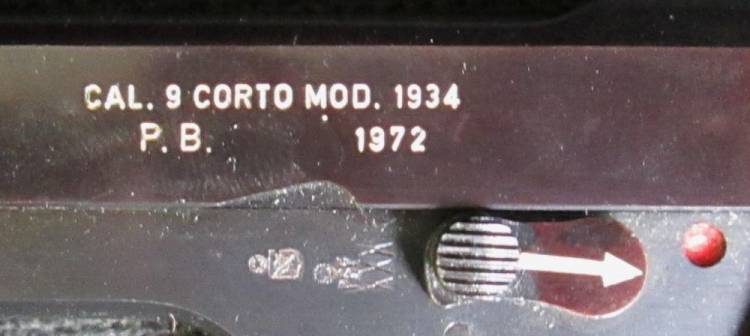 CAL. 9 CORTO MOD. 1934
P. B. 1972